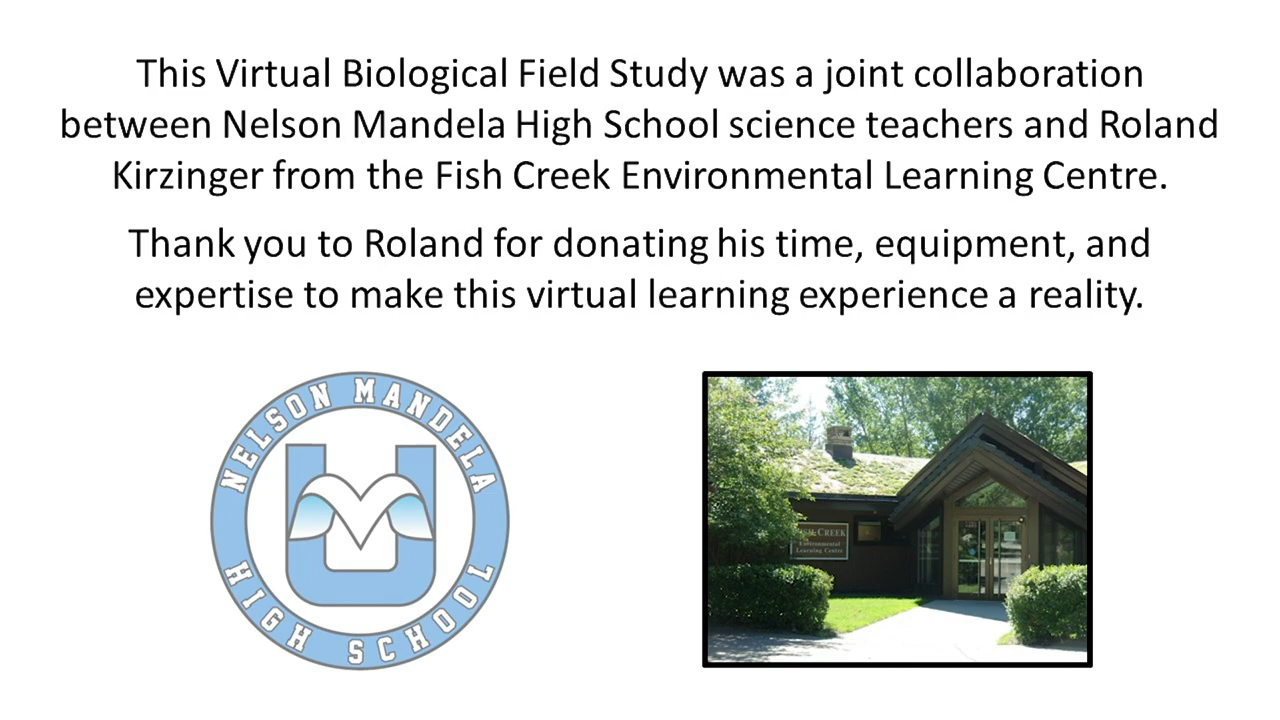 This Virtual Biological Field Study was a joint collaboration
between Nelson Mandela High School science teachers and Roland
Kirzinger from the Fish Creek Environmental Learning Centre.
Thank you to Roland for donating his time, equipment, and
expertise to make this virtual learning experience a reality.
NELSON MANDELA
HIGH SCHOOL
FISH CREEK
Environmental
Learning Centre